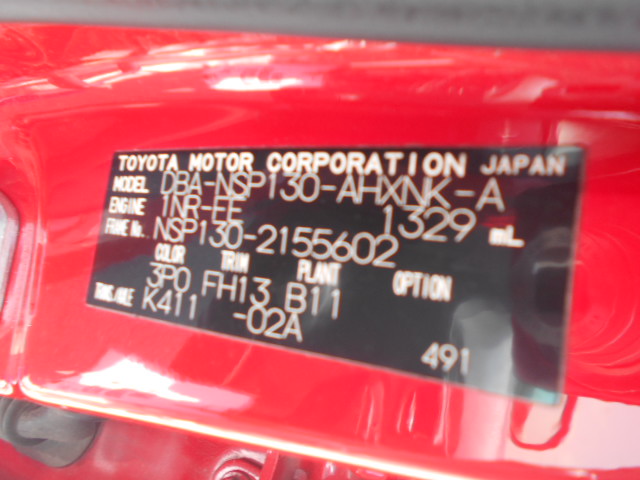 TOYOTA MOTOR CORPORATION JAPAN
MODEL DBA-NSP130-AHXNK-A
ENGINE 1NR-FE 1329 mL
FRAME No. NSP130-2155602
COLOR TRIM PLANT OPTION
3P0 FH13 B11
TRANS./AXLE K411 -02A
491